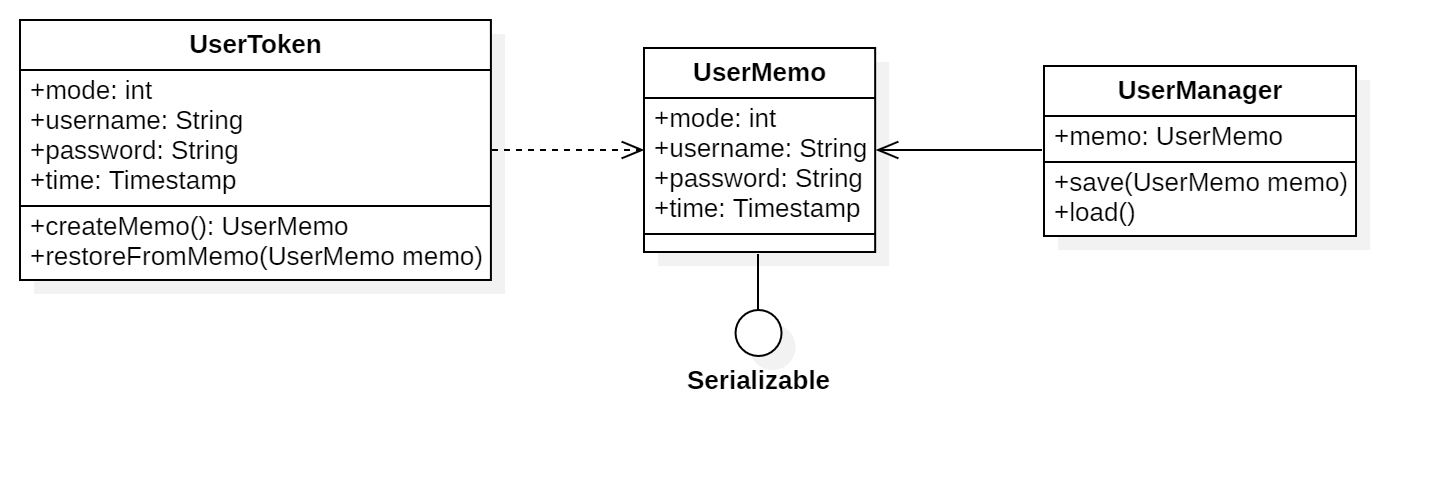 UserToken
+mode: int
+username: String
+password: String
+time: Timestamp
+createMemo(): UserMemo
+restoreFromMemo(UserMemo memo)
UserMemo
+mode: int
+username: String
+password: String
+time: Timestamp
Serializable
UserManager
+memo: UserMemo
+save(UserMemo memo)
+load()